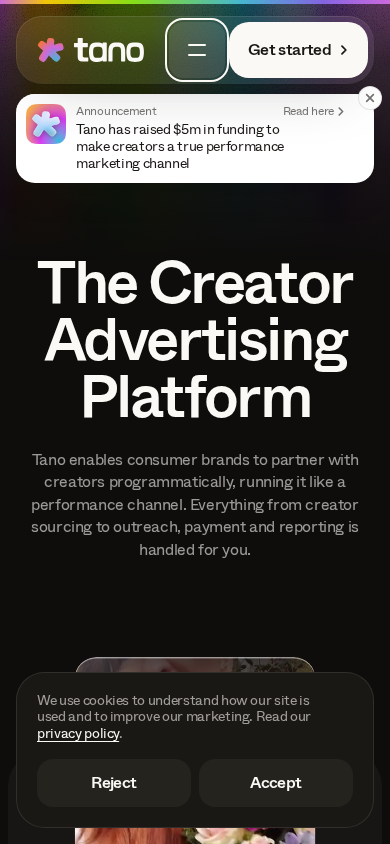 tano
Get started
Announcement
Read here
Tano has raised $5m in funding to
make creators a true performance
marketing channel
The Creator
Advertising
Platform
Tano enables consumer brands to partner with
creators programmatically, running it like a
performance channel. Everything from creator
sourcing to outreach, payment and reporting is
handled for you.
We use cookies to understand how our site is
used and to improve our marketing. Read our
privacy policy.
Reject
Accept